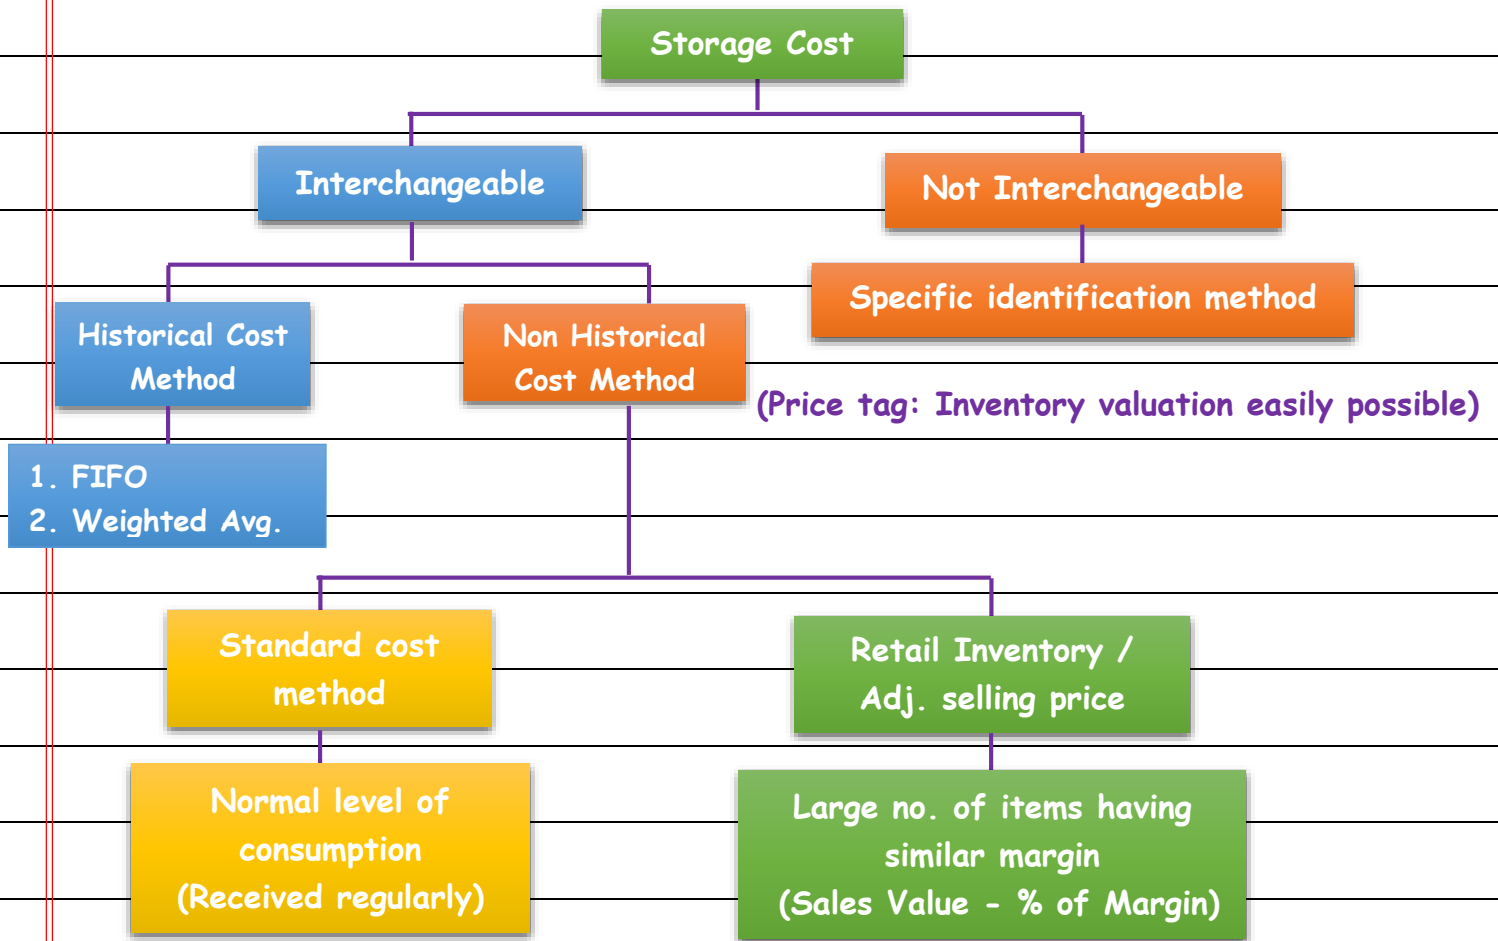 Storage Cost
Interchangeable
Not Interchangeable
Specific identification method
Historical Cost
Method
Non Historical
Cost Method
(Price tag: Inventory valuation easily possible)
1. FIFO
2. Weighted Avg.
Standard cost
method
Retail Inventory /
Adj. selling price
Normal level of
consumption
(Received regularly)
Large no. of items having
similar margin
(Sales Value - % of Margin)